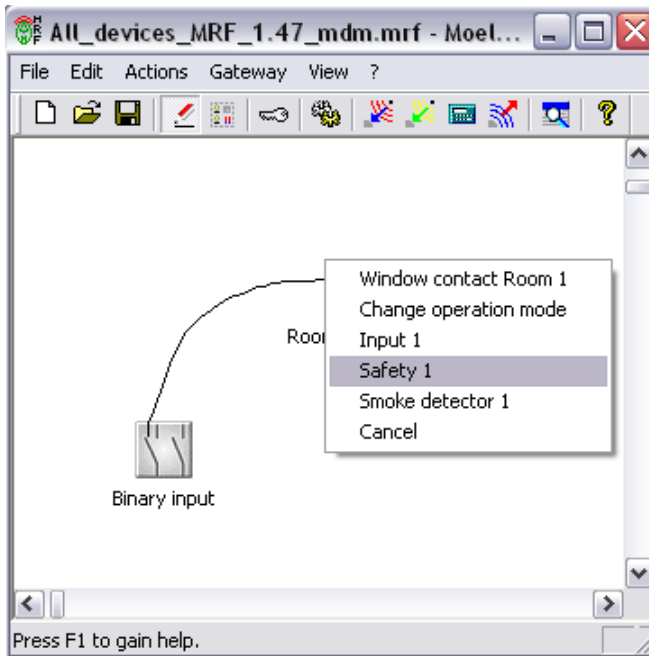 All_devices_MRF_1.47_mdm.mrf - Moel...
File Edit Actions Gateway View ?
Window contact Room 1
Change operation mode
Input 1
Safety 1
Smoke detector 1
Cancel
Binary input
Press F1 to gain help.